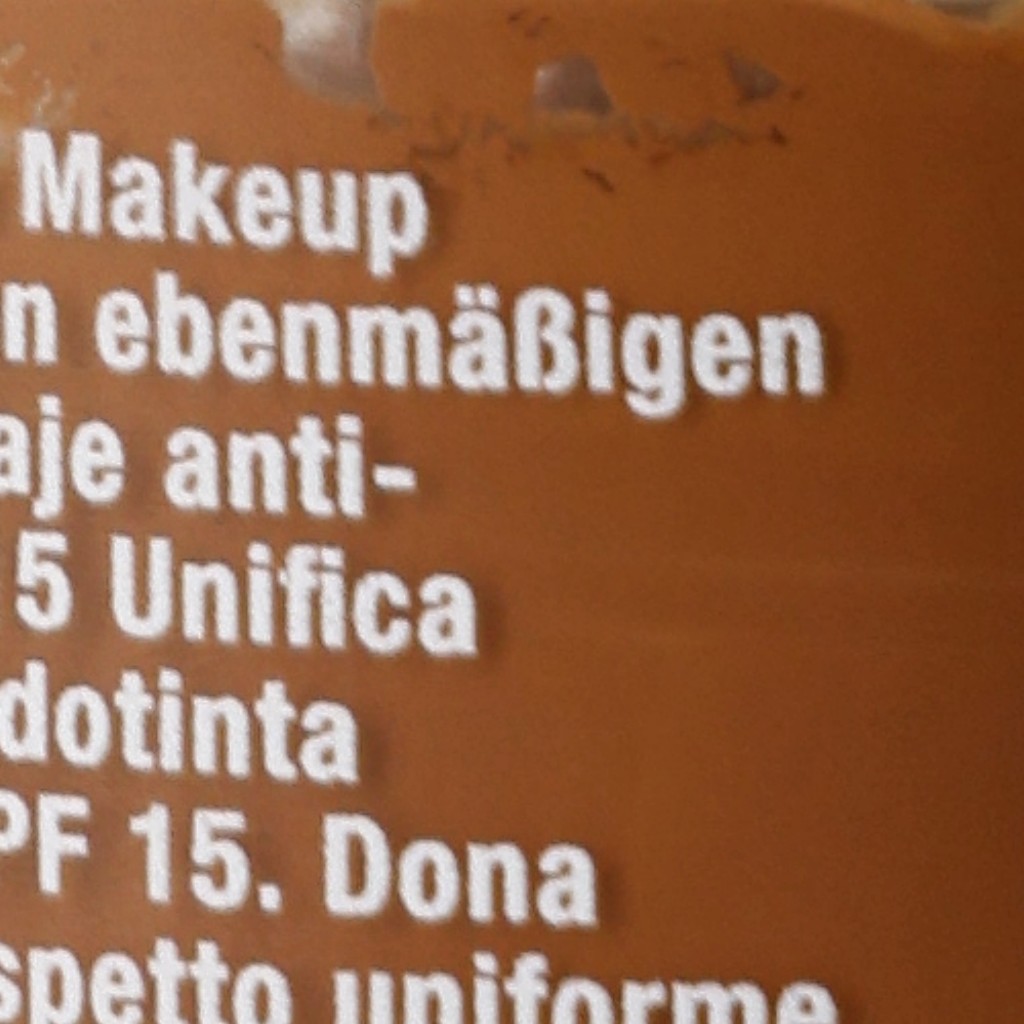 Makeup
n ebenmäßigen
aje anti-
5 Unifica
dotinta
PF 15. Dona
spetto uniforme